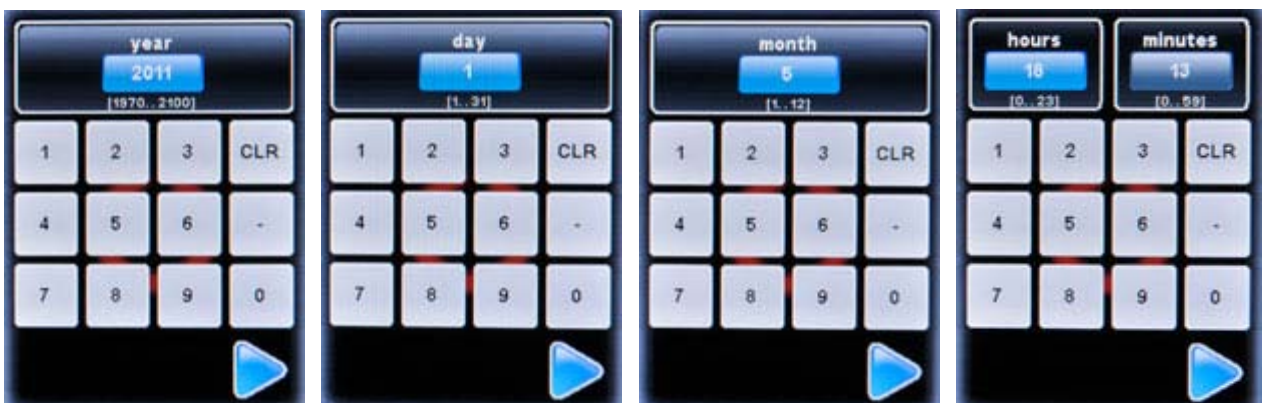 year
2011
[1970..2100]
1 2 3 CLR
4 5 6 -
7 8 9 0
day
1
[1..31]
1 2 3 CLR
4 5 6 -
7 8 9 0
month
5
[1..12]
1 2 3 CLR
4 5 6 -
7 8 9 0
hours minutes
16 13
[0..23] [0..59]
1 2 3 CLR
4 5 6 -
7 8 9 0